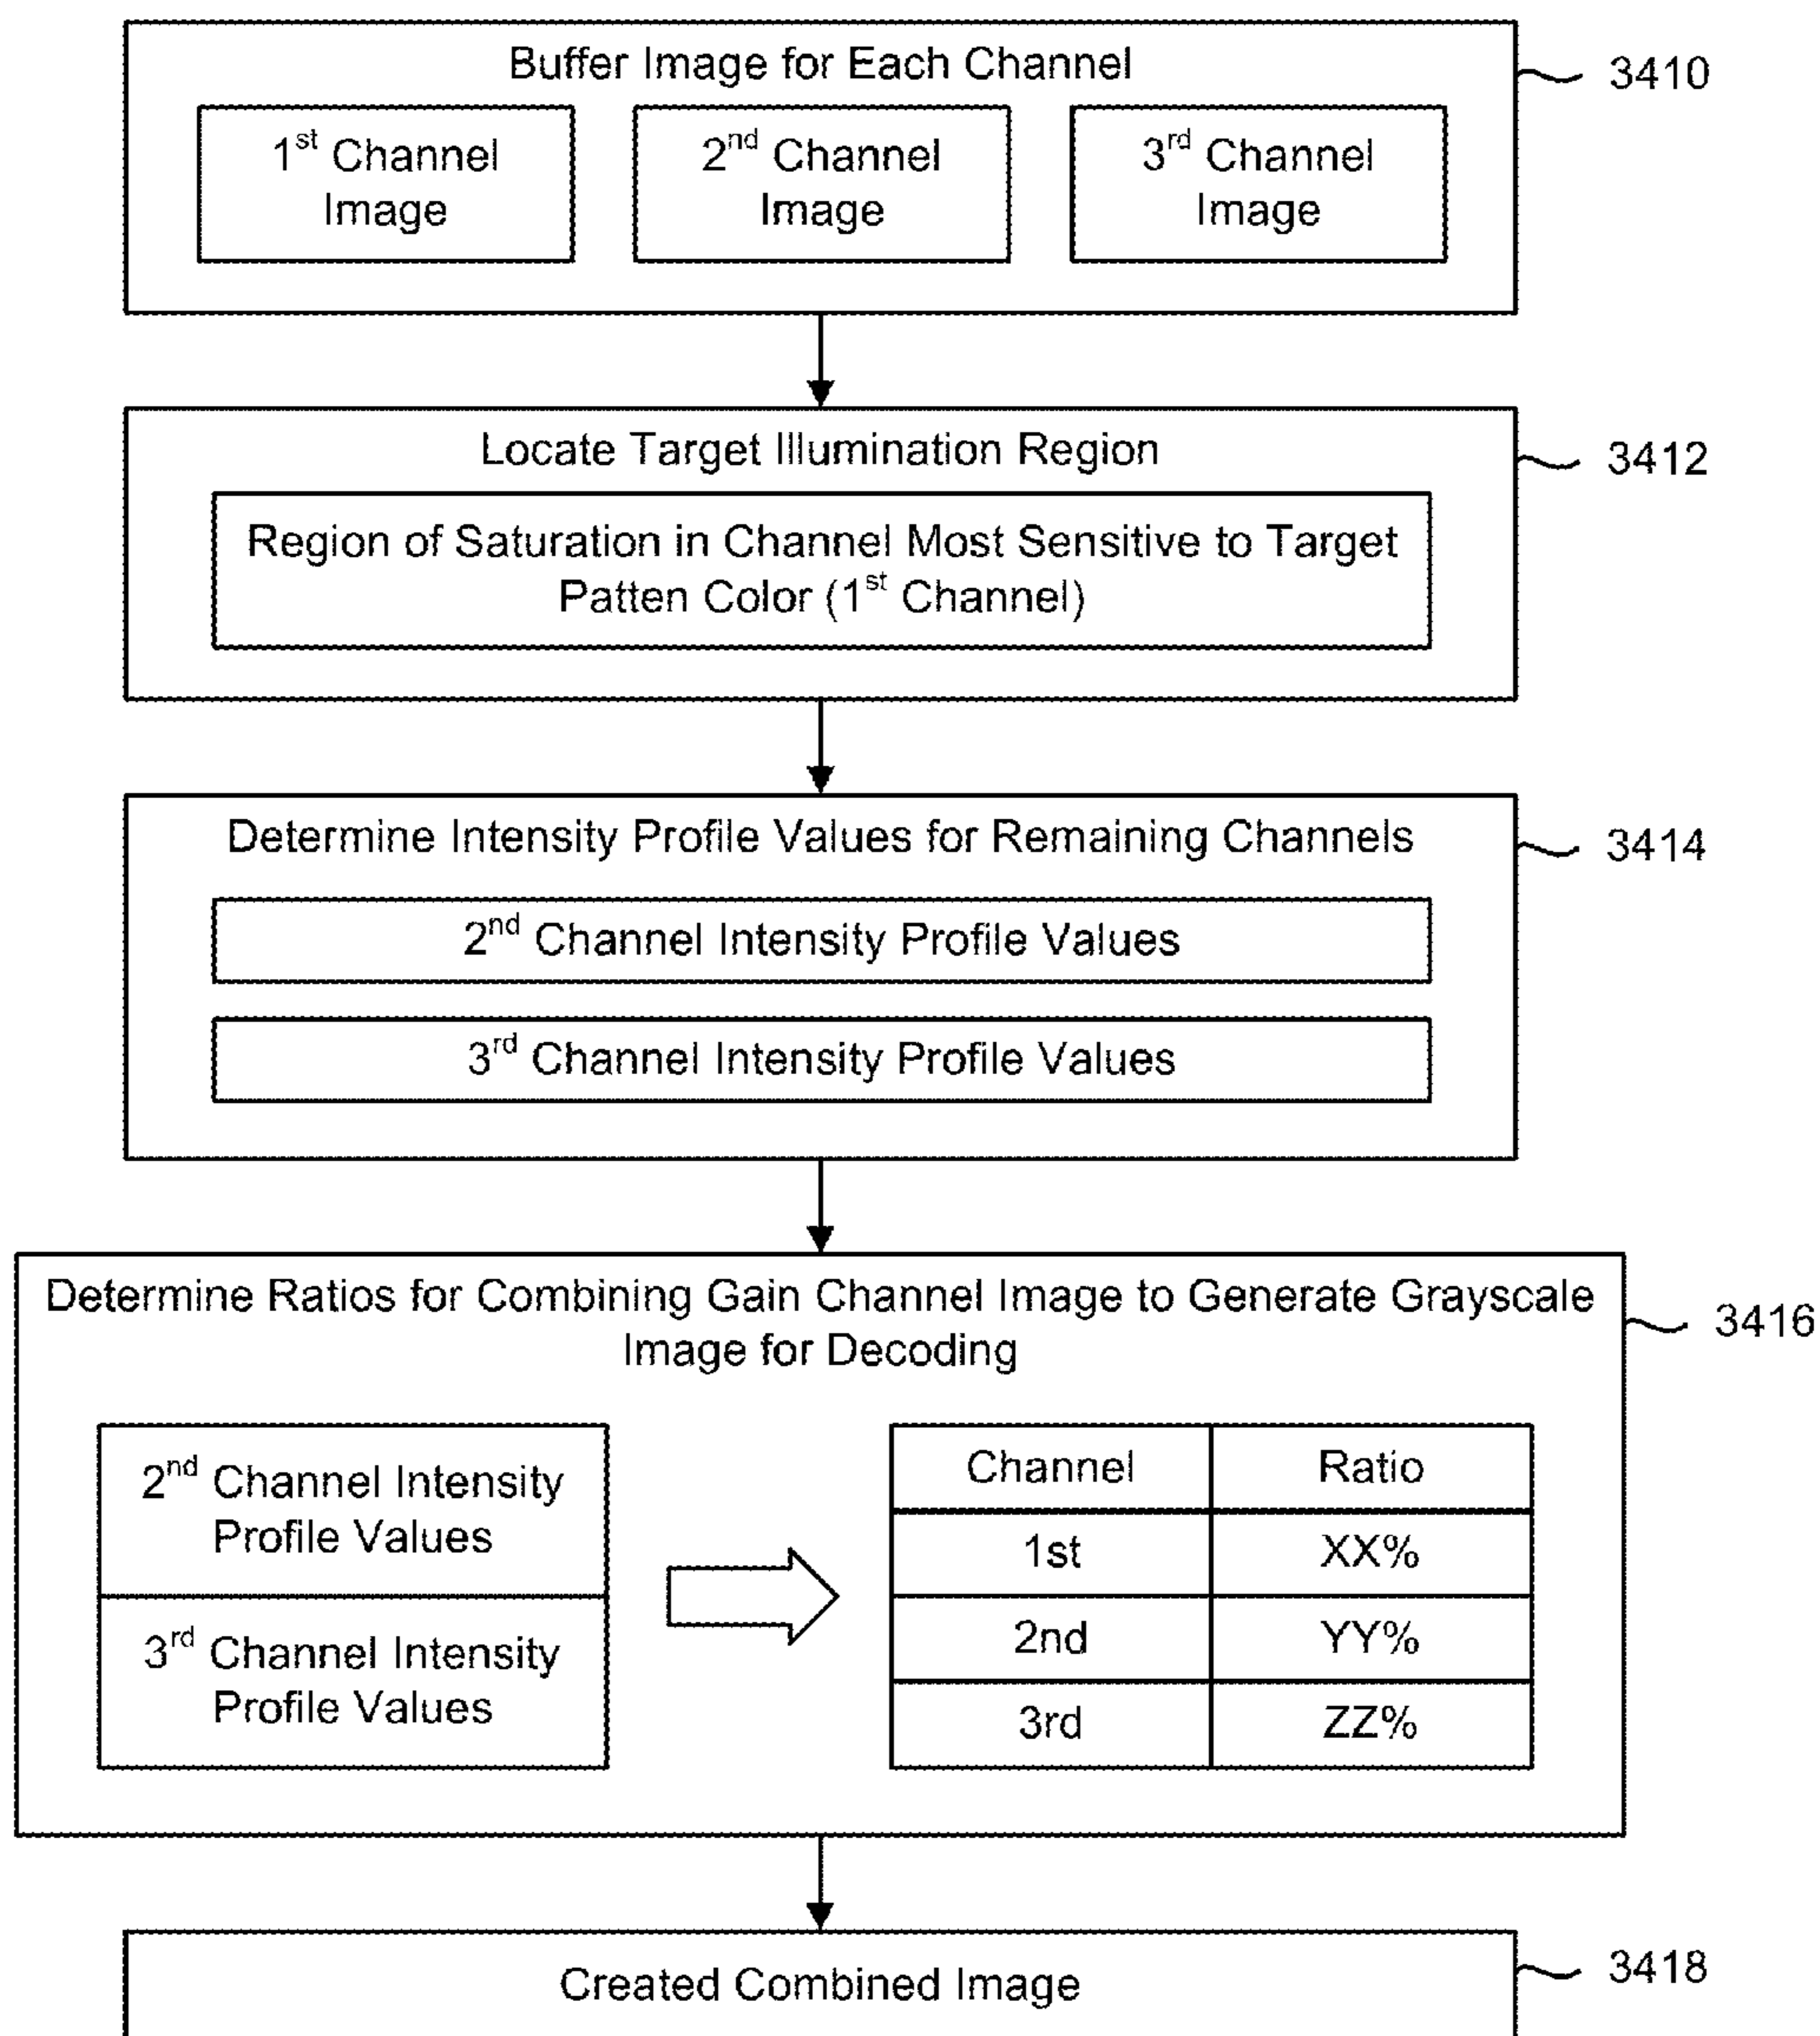 Buffer Image for Each Channel
3410
1st Channel
Image
2nd Channel
Image
3rd Channel
Image
Locate Target Illumination Region
3412
Region of Saturation in Channel Most Sensitive to Target
Patten Color (1st Channel)
Determine Intensity Profile Values for Remaining Channels
3414
2nd Channel Intensity Profile Values
3rd Channel Intensity Profile Values
Determine Ratios for Combining Gain Channel Image to Generate Grayscale
Image for Decoding
3416
2nd Channel Intensity
Profile Values
3rd Channel Intensity
Profile Values
Channel Ratio
1st XX%
2nd YY%
3rd ZZ%
Created Combined Image
3418